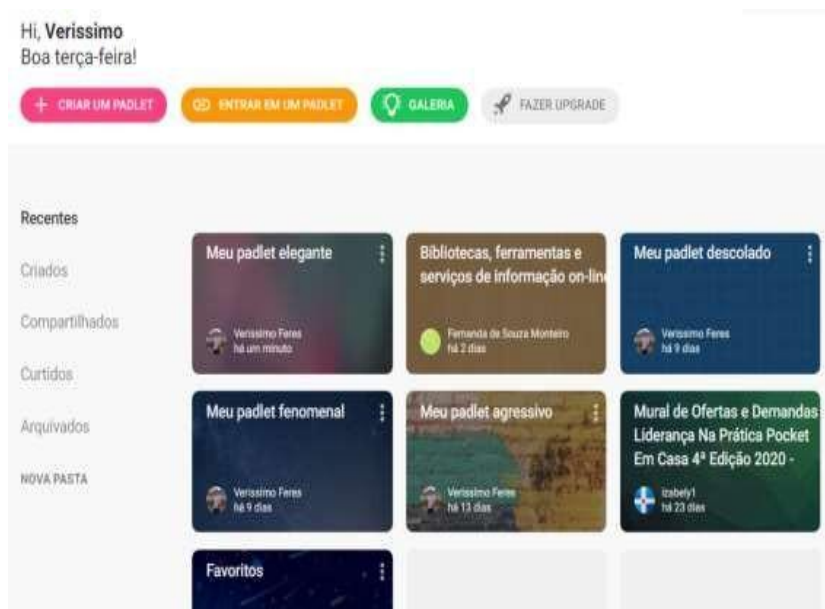 Hi, Verissimo
Boa terça-feira!
CRIAR UM PADLET
ENTRAR EM UM PADLET
GALERIA
FAZER UPGRADE
Recentes
Criados
Compartilhados
Curtidos
Arquivados
NOVA PASTA
Meu padlet elegante
Verissimo Feres
há um minuto
Bibliotecas, ferramentas e
serviços de informação on-line
Fernanda de Souza Monteiro
há 2 dias
Meu padlet descolado
Verissimo Feres
há 9 dias
Meu padlet fenomenal
Verissimo Feres
há 9 dias
Meu padlet agressivo
Verissimo Feres
há 13 dias
Mural de Ofertas e Demandas
Liderança Na Prática Pocket
Em Casa 4ª Edição 2020 -
izabely1
há 23 dias
Favoritos